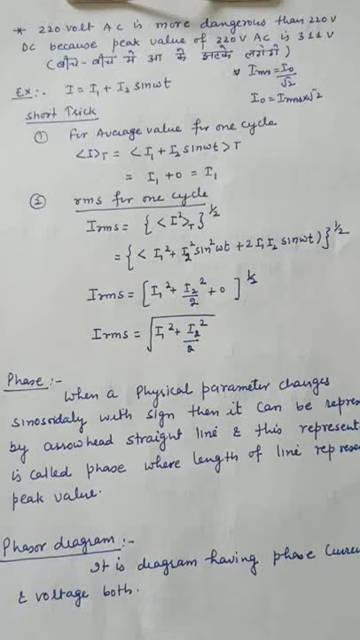 * 220 volt AC is more dangerous than 220 V
DC because peak value of 220V AC is 311 V
(बीच-बीच में आ के झटके लगेंगे)
* Irms = I₀/√2
I₀ = Irms×√2
Ex:- I = I₁ + I₂ sinωt
Short Trick
① For Average value for one cycle
<I>T = < I₁ + I₂ sinωt >T
= I₁ + 0 = I₁
② rms for one cycle
Irms = {<I²>T}^½
= {< I₁² + I₂² sin²ωt + 2I₁I₂ sinωt)}^½
Irms = [I₁² + I₂²/2 + 0]^½
Irms = √(I₁² + I₂²/2)
Phase:-
When a Physical parameter changes
sinosidaly with sign then it can be repres
by arrowhead straight line & this represent
is called phase where length of line repres
peak value.
Phasor diagram:-
It is diagram having phase Curre
& voltage both.